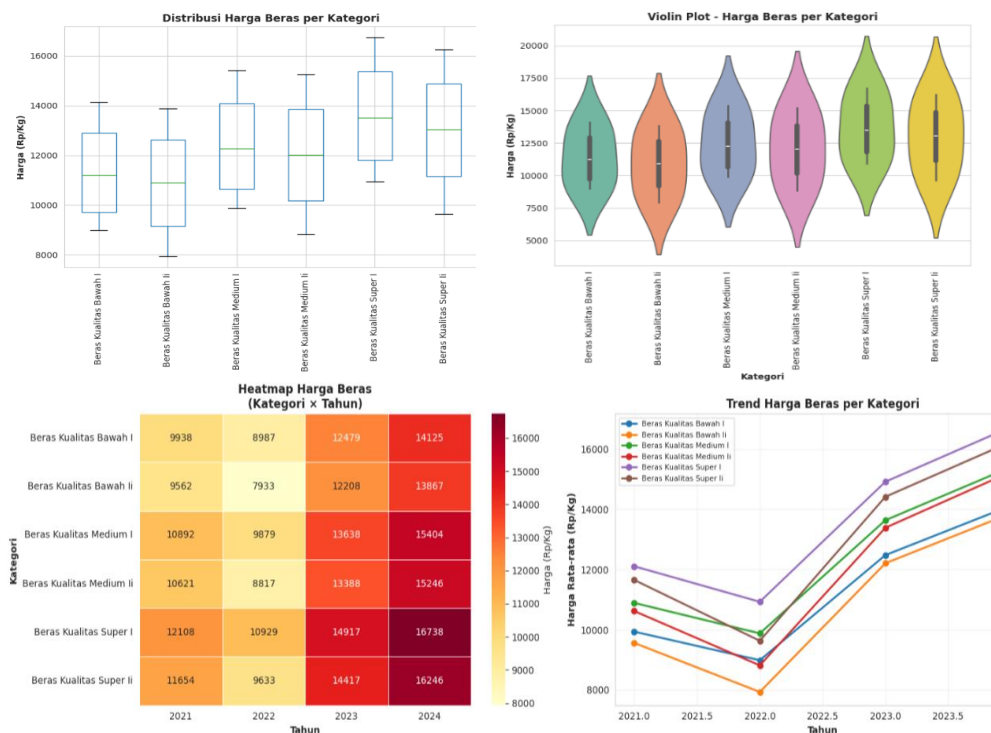 Distribusi Harga Beras per Kategori
Harga (Rp/Kg)
16000
14000
12000
10000
8000
Beras Kualitas Bawah I
Beras Kualitas Bawah Ii
Beras Kualitas Medium I
Beras Kualitas Medium Ii
Beras Kualitas Super I
Beras Kualitas Super Ii
Violin Plot - Harga Beras per Kategori
Harga (Rp/Kg)
20000
17500
15000
12500
10000
7500
5000
Beras Kualitas Bawah I
Beras Kualitas Bawah Ii
Beras Kualitas Medium I
Beras Kualitas Medium Ii
Beras Kualitas Super I
Beras Kualitas Super Ii
Kategori
Heatmap Harga Beras
(Kategori × Tahun)
Kategori
Beras Kualitas Bawah I 9938 8987 12479 14125
Beras Kualitas Bawah Ii 9562 7933 12208 13867
Beras Kualitas Medium I 10892 9879 13638 15404
Beras Kualitas Medium Ii 10621 8817 13388 15246
Beras Kualitas Super I 12108 10929 14917 16738
Beras Kualitas Super Ii 11654 9633 14417 16246
2021 2022 2023 2024
Tahun
16000
15000
14000
13000
12000
11000
10000
9000
8000
Harga (Rp/Kg)
Trend Harga Beras per Kategori
Beras Kualitas Bawah I
Beras Kualitas Bawah Ii
Beras Kualitas Medium I
Beras Kualitas Medium Ii
Beras Kualitas Super I
Beras Kualitas Super Ii
Harga Rata-rata (Rp/Kg)
16000
14000
12000
10000
8000
2021.0 2021.5 2022.0 2022.5 2023.0 2023.5
Tahun